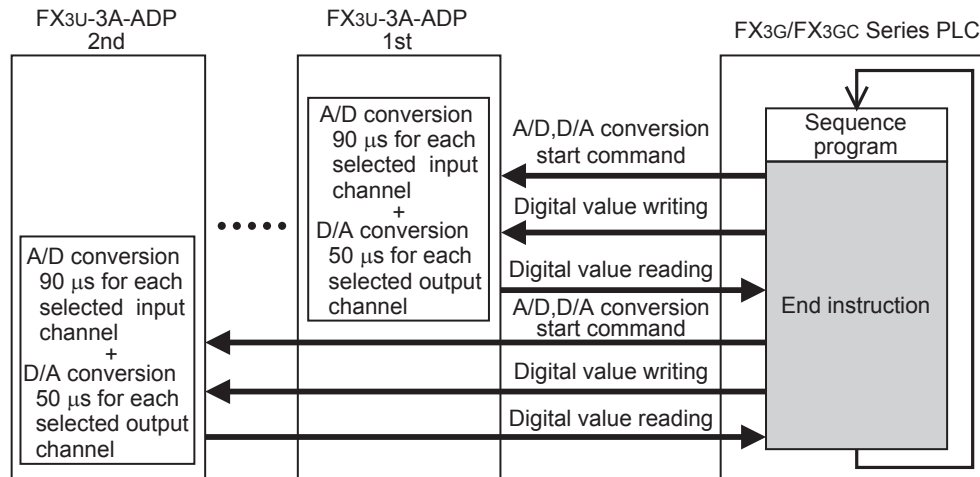 FX3U-3A-ADP
2nd
FX3U-3A-ADP
1st
FX3G/FX3GC Series PLC
A/D conversion
90 μs for each
selected input
channel
+
D/A conversion
50 μs for each
selected output
channel
A/D conversion
90 μs for each
selected input
channel
+
D/A conversion
50 μs for each
selected output
channel
A/D,D/A conversion
start command
Digital value writing
Digital value reading
A/D,D/A conversion
start command
Digital value writing
Digital value reading
Sequence
program
End instruction